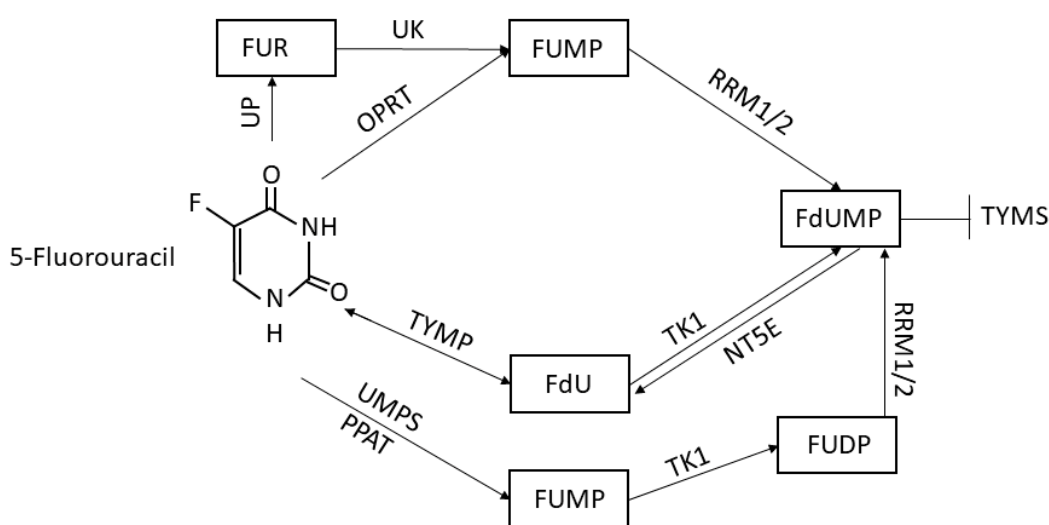 FUR
UK
FUMP
UP
OPRT
RRM1/2
O
F
NH
FdUMP
TYMS
5-Fluorouracil
N
O
H
TYMP
TK1
NT5E
RRM1/2
FdU
UMPS
PPAT
FUDP
TK1
FUMP